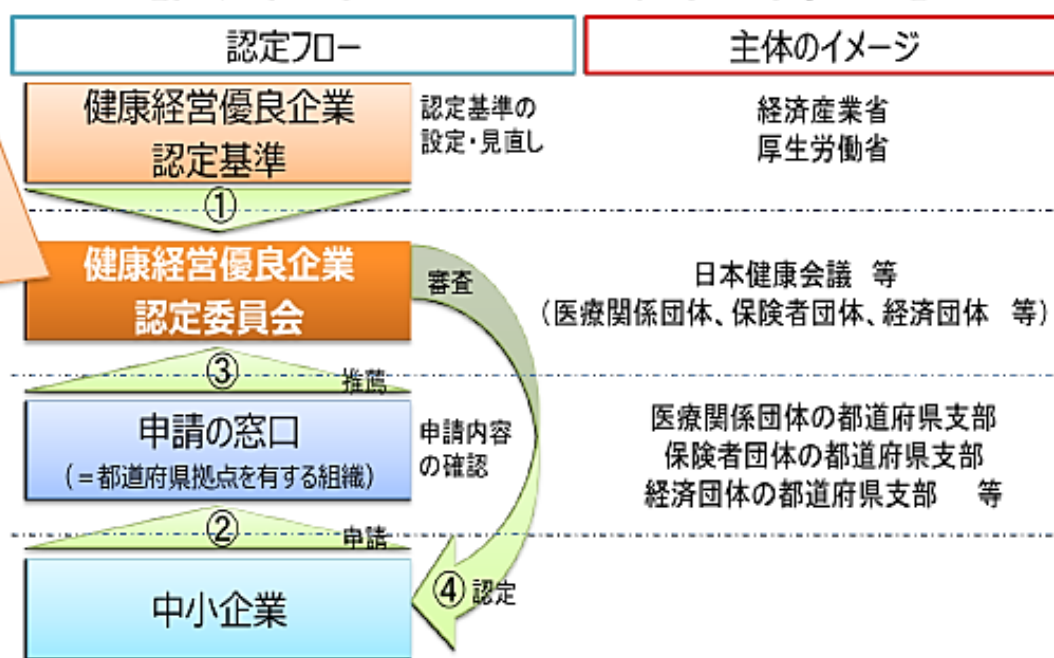 認定フロー
主体のイメージ
健康経営優良企業
認定基準
認定基準の
設定・見直し
経済産業省
厚生労働省
①
健康経営優良企業
認定委員会
審査
日本健康会議 等
(医療関係団体、保険者団体、経済団体 等)
③
推薦
申請の窓口
(=都道府県拠点を有する組織)
申請内容
の確認
医療関係団体の都道府県支部
保険者団体の都道府県支部
経済団体の都道府県支部 等
②
申請
中小企業
④ 認定